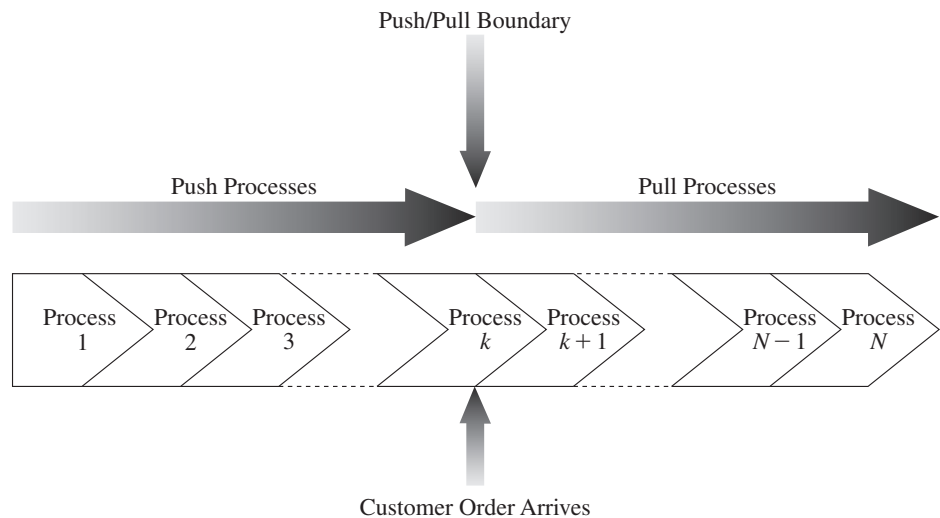 Push/Pull Boundary
Push Processes
Pull Processes
Process
1
Process
2
Process
3
Process
k
Process
k + 1
Process
N − 1
Process
N
Customer Order Arrives